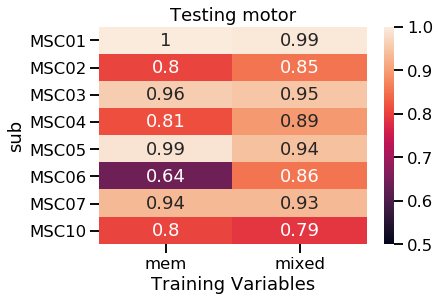 Testing motor
MSC01 1 0.99
MSC02 0.8 0.85
MSC03 0.96 0.95
MSC04 0.81 0.89
MSC05 0.99 0.94
MSC06 0.64 0.86
MSC07 0.94 0.93
MSC10 0.8 0.79
mem mixed
Training Variables
sub
1.0
0.9
0.8
0.7
0.6
0.5